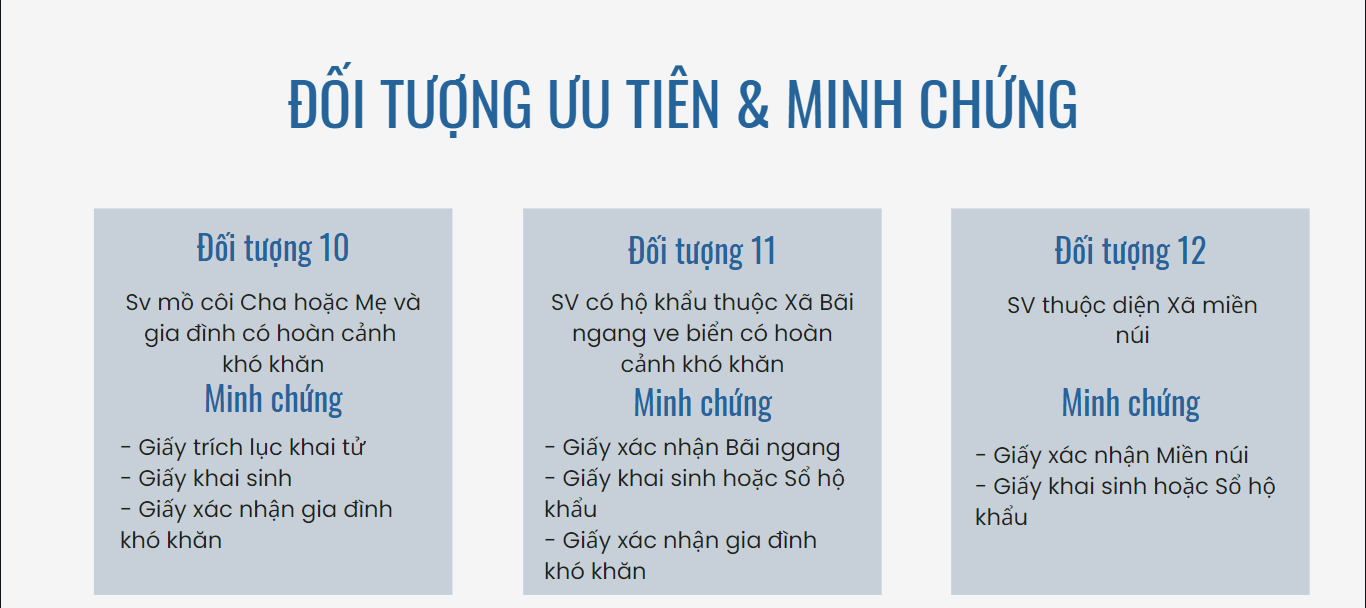 ĐỐI TƯỢNG ƯU TIÊN & MINH CHỨNG
Đối tượng 10
Sv mồ côi Cha hoặc Mẹ và
gia đình có hoàn cảnh
khó khăn
Minh chứng
- Giấy trích lục khai tử
- Giấy khai sinh
- Giấy xác nhận gia đình
khó khăn
Đối tượng 11
SV có hộ khẩu thuộc Xã Bãi
ngang ve biển có hoàn
cảnh khó khăn
Minh chứng
- Giấy xác nhận Bãi ngang
- Giấy khai sinh hoặc Sổ hộ
khẩu
- Giấy xác nhận gia đình
khó khăn
Đối tượng 12
SV thuộc diện Xã miền
núi
Minh chứng
- Giấy xác nhận Miền núi
- Giấy khai sinh hoặc Sổ hộ
khẩu